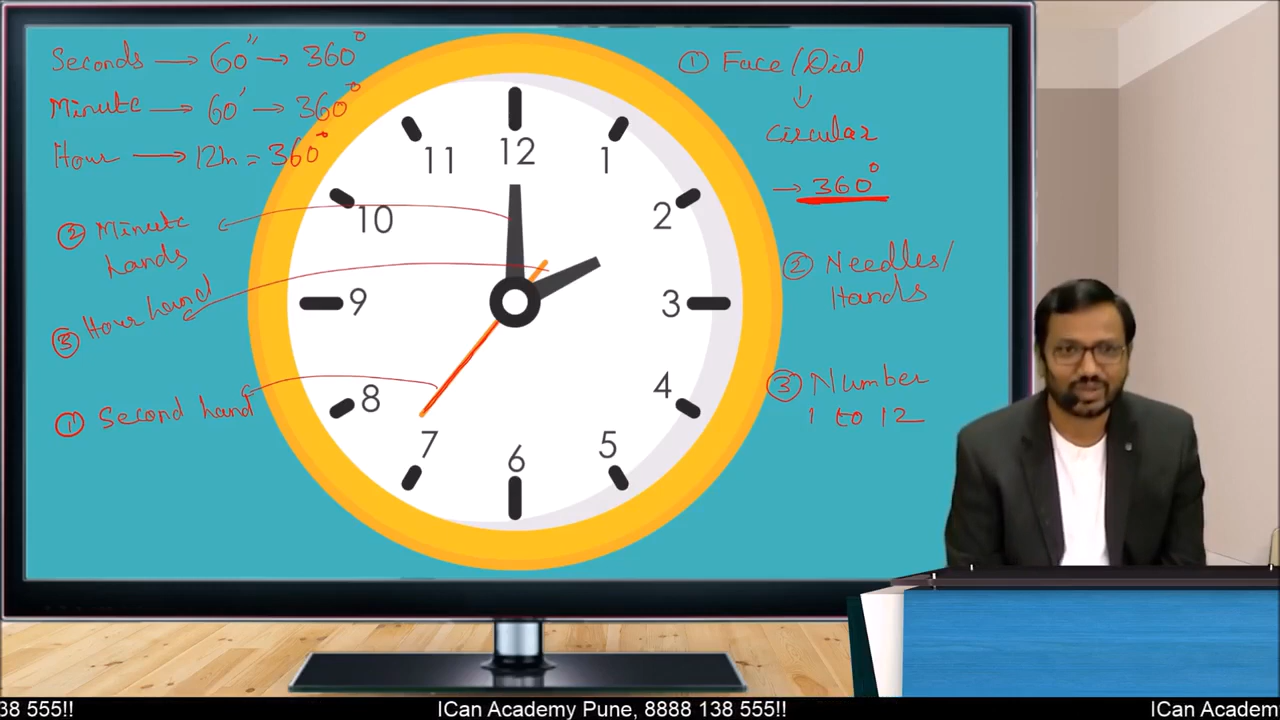 Seconds → 60" → 360°
Minute → 60' → 360°
Hour → 12h = 360°
② Minute
hands
③ Hour hand
① Second hand
12
1
2
3
4
5
6
7
8
9
10
11
① Face/Dial
↓
circular
→ 360°
② Needles/
Hands
③ Number
1 to 12
38 555!!
ICan Academy Pune, 8888 138 555!!
ICan Academ